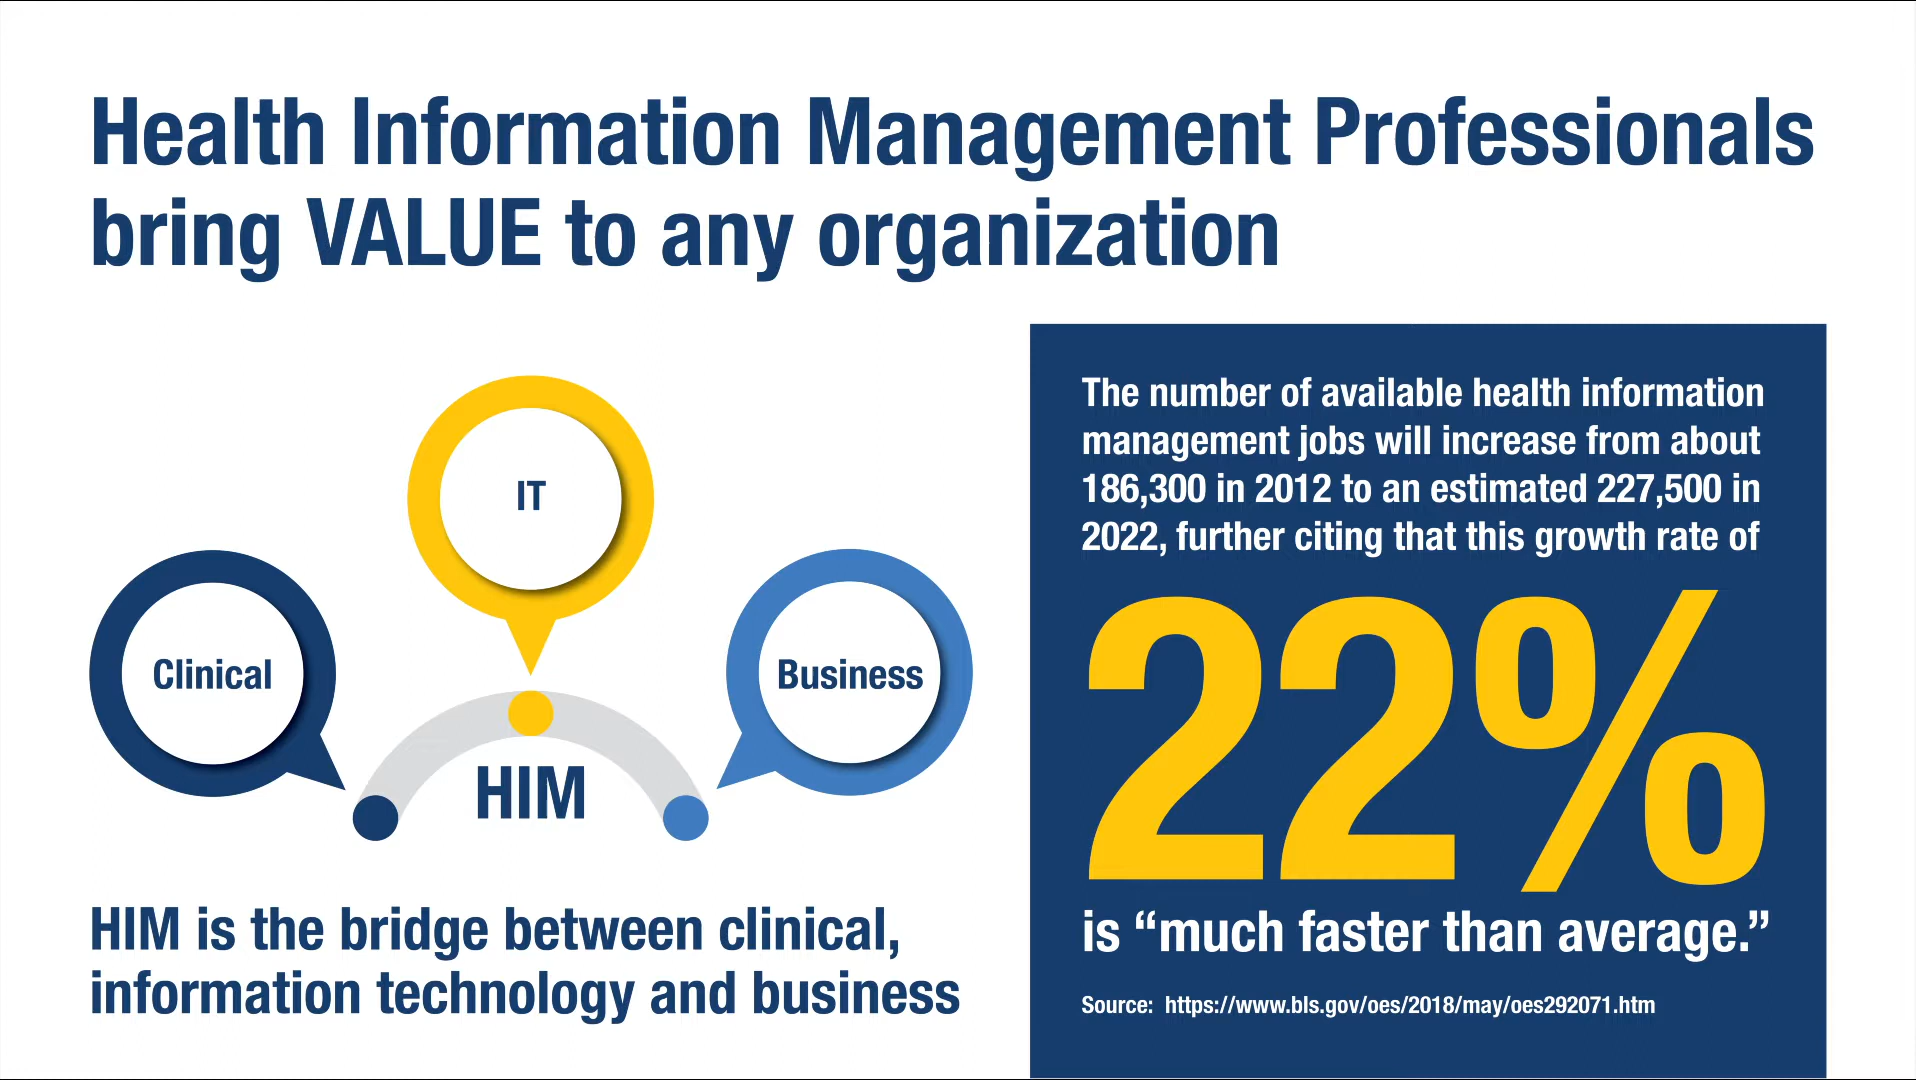 Health Information Management Professionals
bring VALUE to any organization
IT
Clinical
Business
HIM
HIM is the bridge between clinical,
information technology and business
The number of available health information
management jobs will increase from about
186,300 in 2012 to an estimated 227,500 in
2022, further citing that this growth rate of
22%
is “much faster than average.”
Source:  https://www.bls.gov/oes/2018/may/oes292071.htm